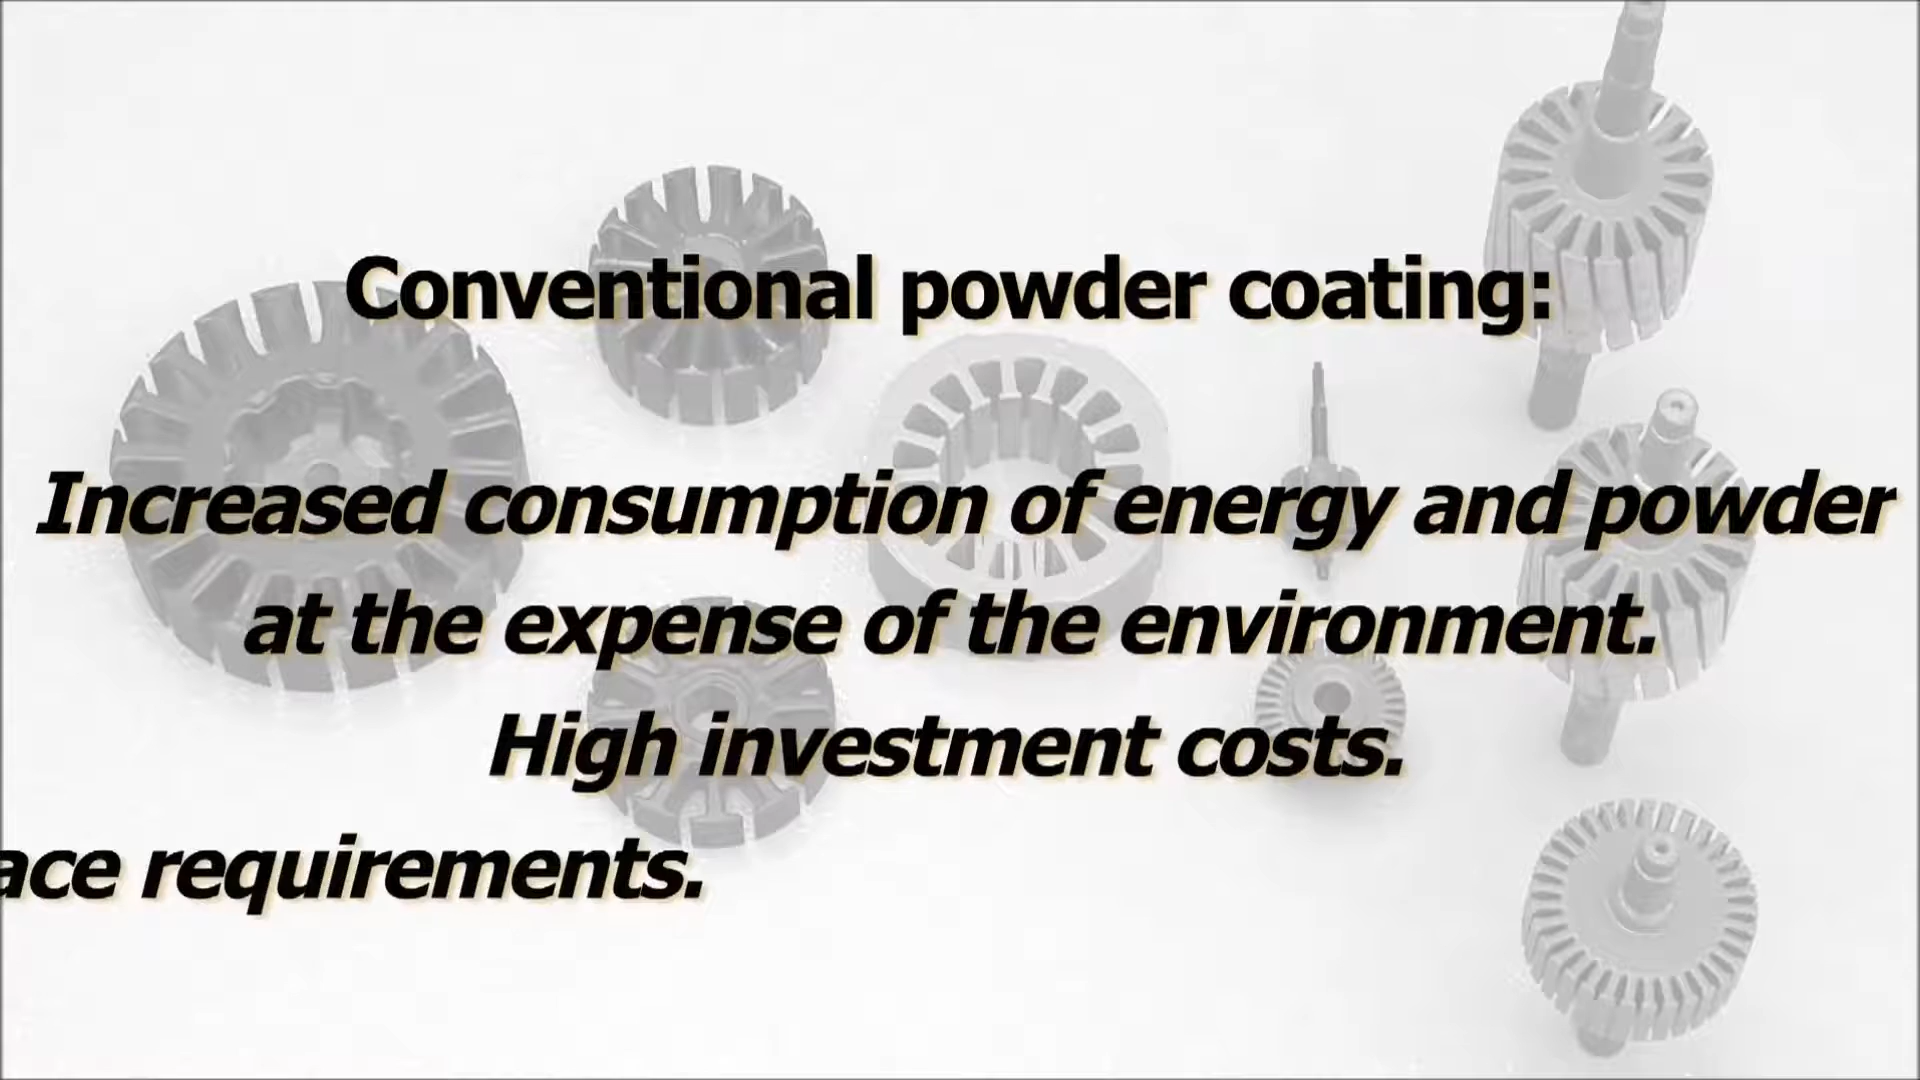 Conventional powder coating:
Increased consumption of energy and powder
at the expense of the environment.
High investment costs.
ace requirements.